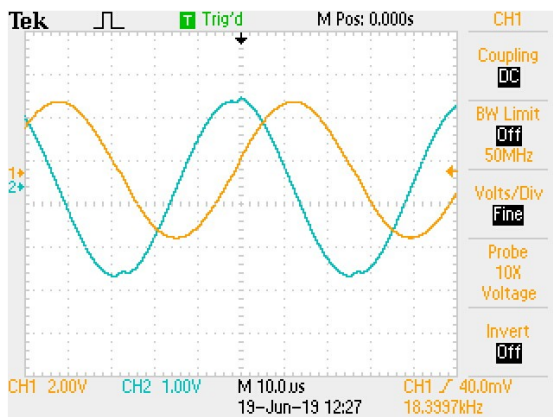 Tek T Trig'd M Pos: 0.000s CH1
Coupling
DC
BW Limit
Off
50MHz
1
2
Volts/Div
Fine
Probe
10X
Voltage
Invert
Off
CH1 2.00V CH2 1.00V M 10.0us CH1 40.0mV
19-Jun-19 12:27 18.3997kHz